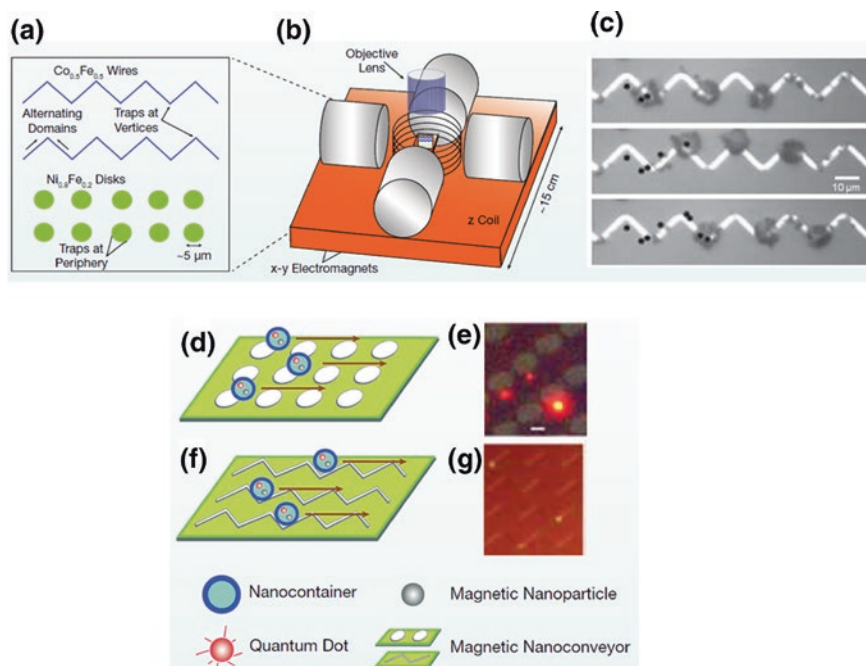 (a)
Co0.5Fe0.5 Wires
Alternating
Domains
Traps at
Vertices
Ni0.8Fe0.2 Disks
Traps at
Periphery
~5 µm
(b)
Objective
Lens
z Coil
~15 cm
x-y Electromagnets
(c)
10 µm
(d)
(e)
(f)
(g)
Nanocontainer
Magnetic Nanoparticle
Quantum Dot
Magnetic Nanoconveyor